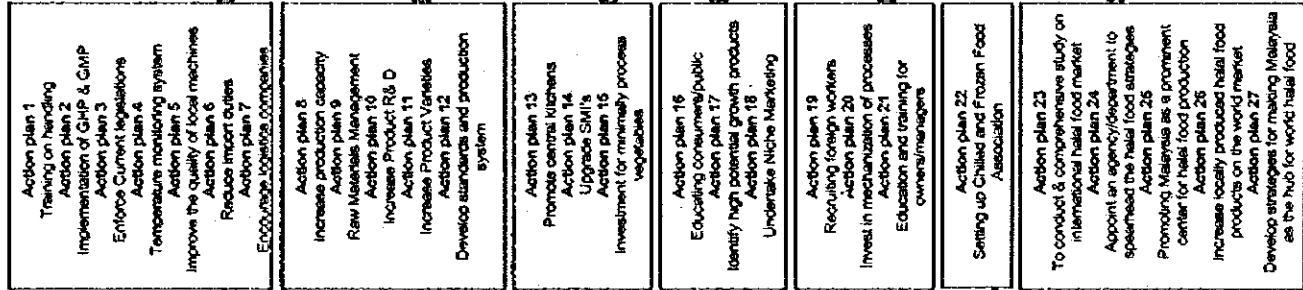 Action plan 1
Training on handling
Action plan 2
Implementation of GHP & GMP
Action plan 3
Enforce Current legislations
Action plan 4
Temperature monitoring system
Action plan 5
Improve the quality of local machines
Action plan 6
Reduce import duties
Action plan 7
Encourage logistics companies
Action plan 8
Increase production capacity
Action plan 9
Raw Materials Management
Action plan 10
Increase Product R& D
Action plan 11
Increase Product Varieties
Action plan 12
Develop standards and production
system
Action plan 13
Promote central kitchens
Action plan 14
Upgrade SMI's
Action plan 15
Investment for minimally process
vegetables
Action plan 16
Educating consumers/public
Action plan 17
Identify high potential growth products
Action plan 18
Undertake Niche Marketing
Action plan 19
Recruiting foreign workers
Action plan 20
Invest in mechanization of processes
Action plan 21
Education and training for
owners/managers
Action plan 22
Setting up Chilled and Frozen Food
Association
Action plan 23
To conduct & comprehensive study on
international halal food market
Action plan 24
Appoint an agency/department to
spearhead the halal food strategies
Action plan 25
Promoting Malaysia as a prominent
center for halal food production
Action plan 26
Increase locally produced halal food
products on the world market
Action plan 27
Develop strategies for making Malaysia
as the hub for world halal food